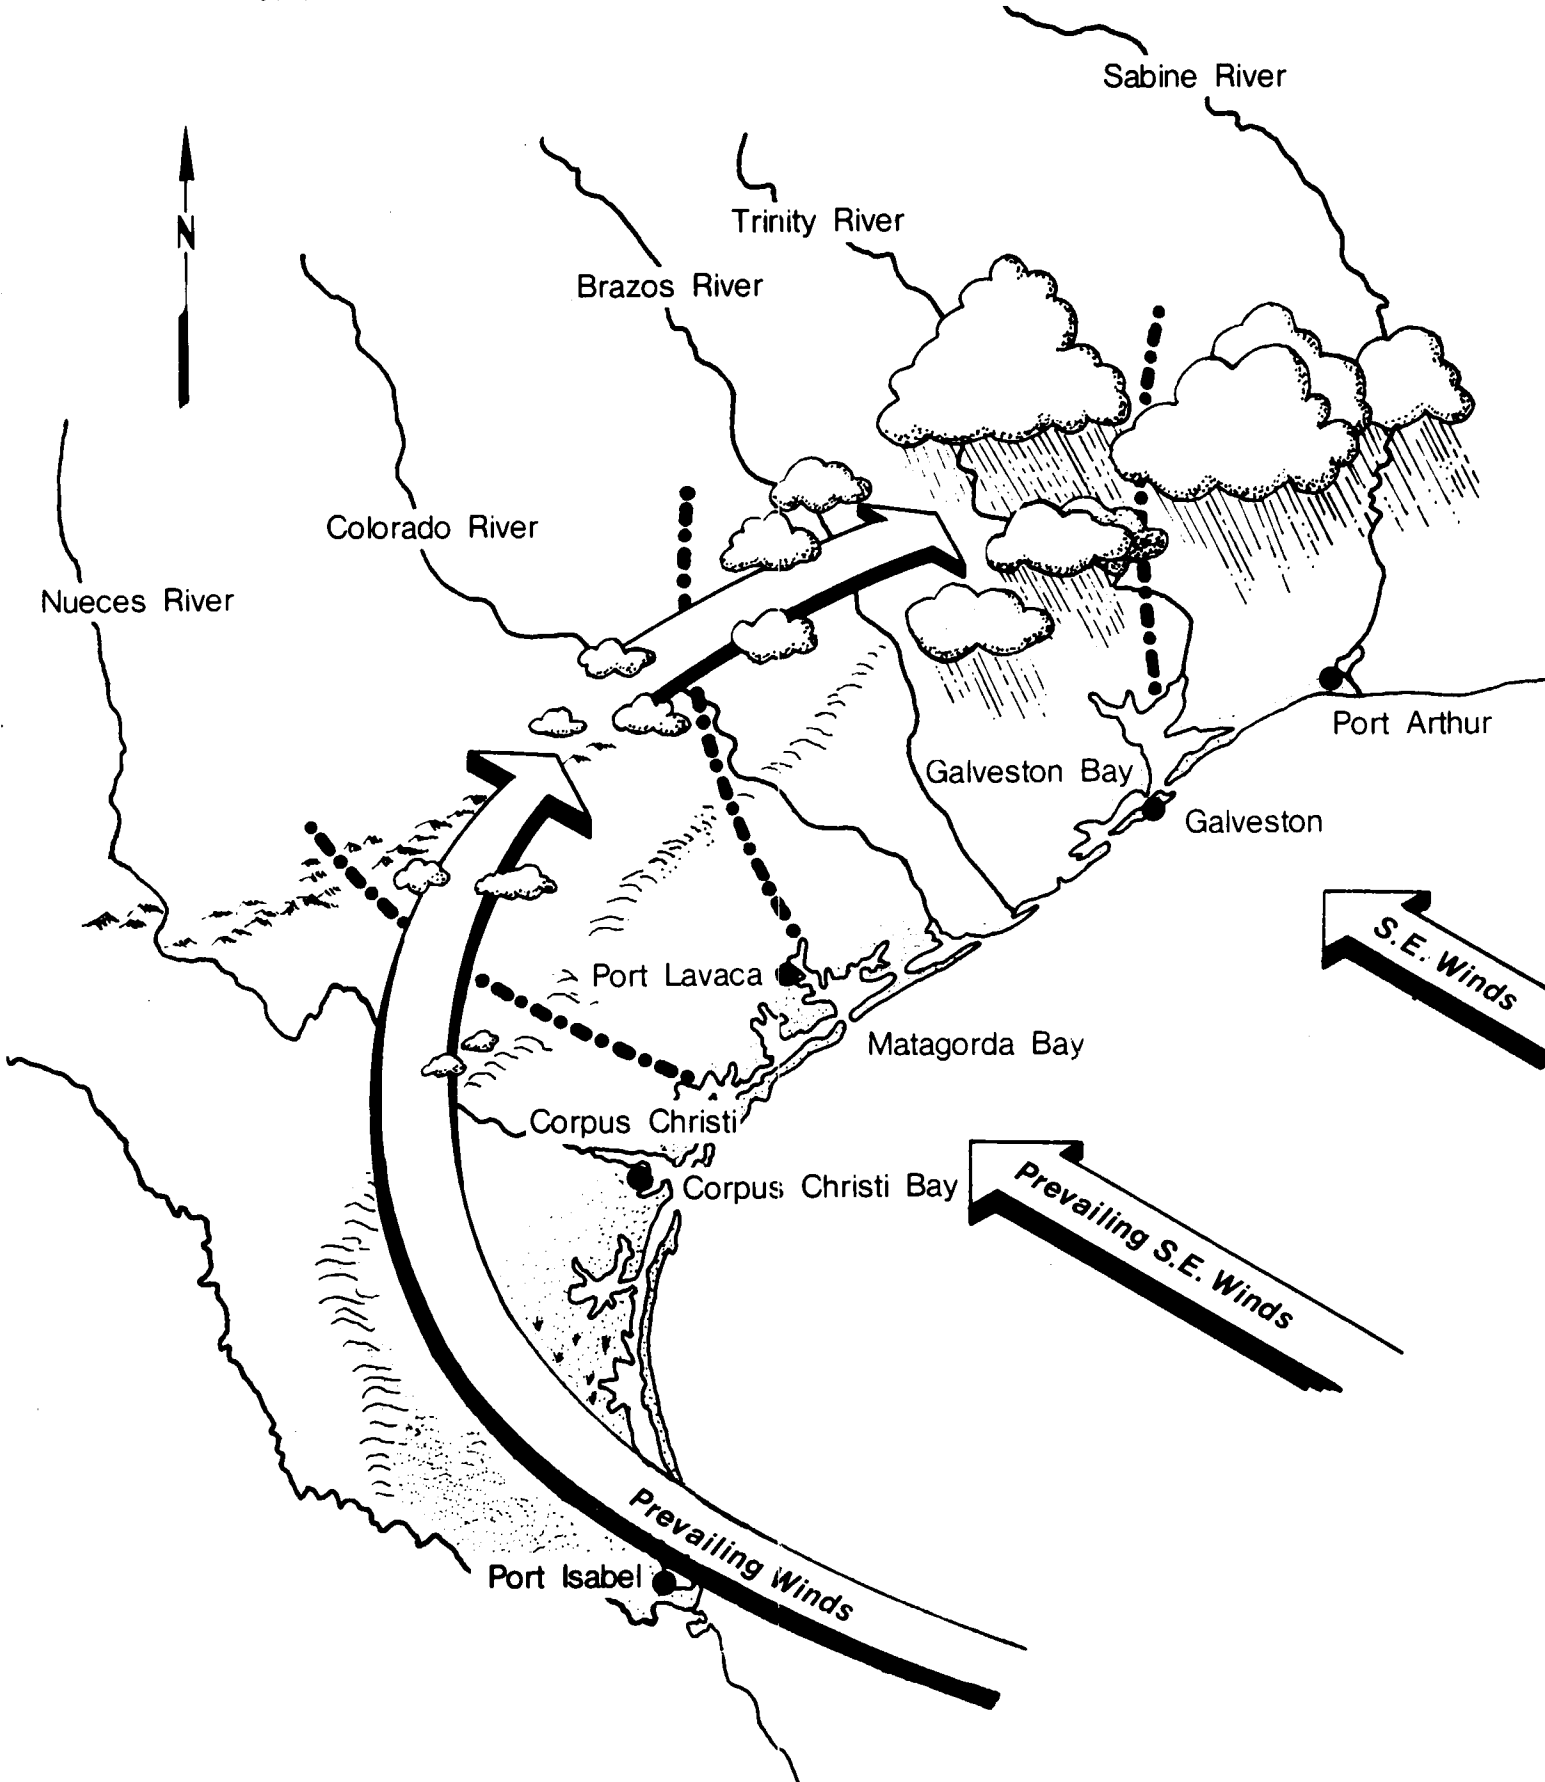 Sabine River
Trinity River
N
Brazos River
Colorado River
Nueces River
Port Arthur
Galveston Bay
Galveston
S.E. Winds
Port Lavaca
Matagorda Bay
Corpus Christi
Corpus Christi Bay
Prevailing S.E. Winds
Prevailing Winds
Port Isabel